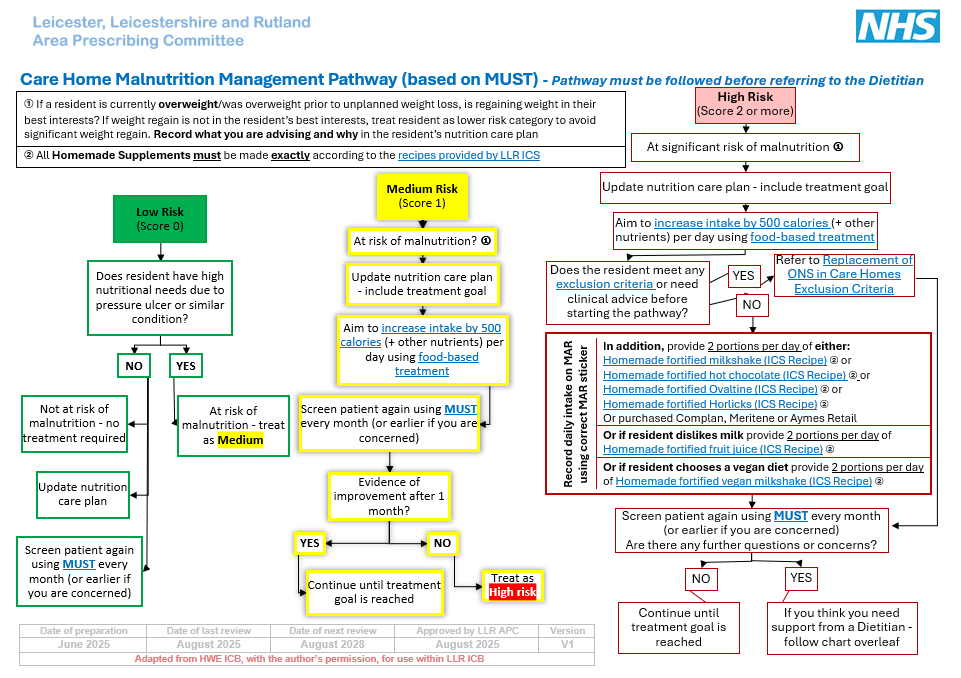 Leicester, Leicestershire and Rutland
Area Prescribing Committee
NHS
Care Home Malnutrition Management Pathway (based on MUST) - Pathway must be followed before referring to the Dietitian
① If a resident is currently overweight/was overweight prior to unplanned weight loss, is regaining weight in their
best interests? If weight regain is not in the resident's best interests, treat resident as lower risk category to avoid
significant weight regain. Record what you are advising and why in the resident's nutrition care plan
② All Homemade Supplements must be made exactly according to the recipes provided by LLR ICS
Low Risk
(Score 0)
Does resident have high
nutritional needs due to
pressure ulcer or similar
condition?
NO
YES
Not at risk of
malnutrition - no
treatment required
At risk of
malnutrition - treat
as Medium
Update nutrition
care plan
Screen patient again
using MUST every
month (or earlier if
you are concerned)
Medium Risk
(Score 1)
At risk of malnutrition? ①
Update nutrition care plan
- include treatment goal
Aim to increase intake by 500
calories (+ other nutrients) per
day using food-based
treatment
Screen patient again using MUST
every month (or earlier if you are
concerned)
Evidence of
improvement after 1
month?
YES
NO
Continue until treatment
goal is reached
Treat as
High risk
High Risk
(Score 2 or more)
At significant risk of malnutrition ①
Update nutrition care plan - include treatment goal
Aim to increase intake by 500 calories (+ other
nutrients) per day using food-based treatment
Does the resident meet any
exclusion criteria or need
clinical advice before
starting the pathway?
YES
NO
Refer to Replacement of
ONS in Care Homes
Exclusion Criteria
Record daily intake on MAR
using correct MAR sticker
In addition, provide 2 portions per day of either:
Homemade fortified milkshake (ICS Recipe) ② or
Homemade fortified hot chocolate (ICS Recipe) ② or
Homemade fortified Ovaltine (ICS Recipe) ② or
Homemade fortified Horlicks (ICS Recipe) ②
Or purchased Complan, Meritene or Aymes Retail
Or if resident dislikes milk provide 2 portions per day of
Homemade fortified fruit juice (ICS Recipe) ②
Or if resident chooses a vegan diet provide 2 portions per day
of Homemade fortified vegan milkshake (ICS Recipe) ②
Screen patient again using MUST every month
(or earlier if you are concerned)
Are there any further questions or concerns?
NO
YES
Continue until
treatment goal is
reached
If you think you need
support from a Dietitian -
follow chart overleaf
Date of preparation Date of last review Date of next review Approved by LLR APC Version
June 2025 August 2025 August 2028 August 2025 V1
Adapted from HWE ICB, with the author's permission, for use within LLR ICB